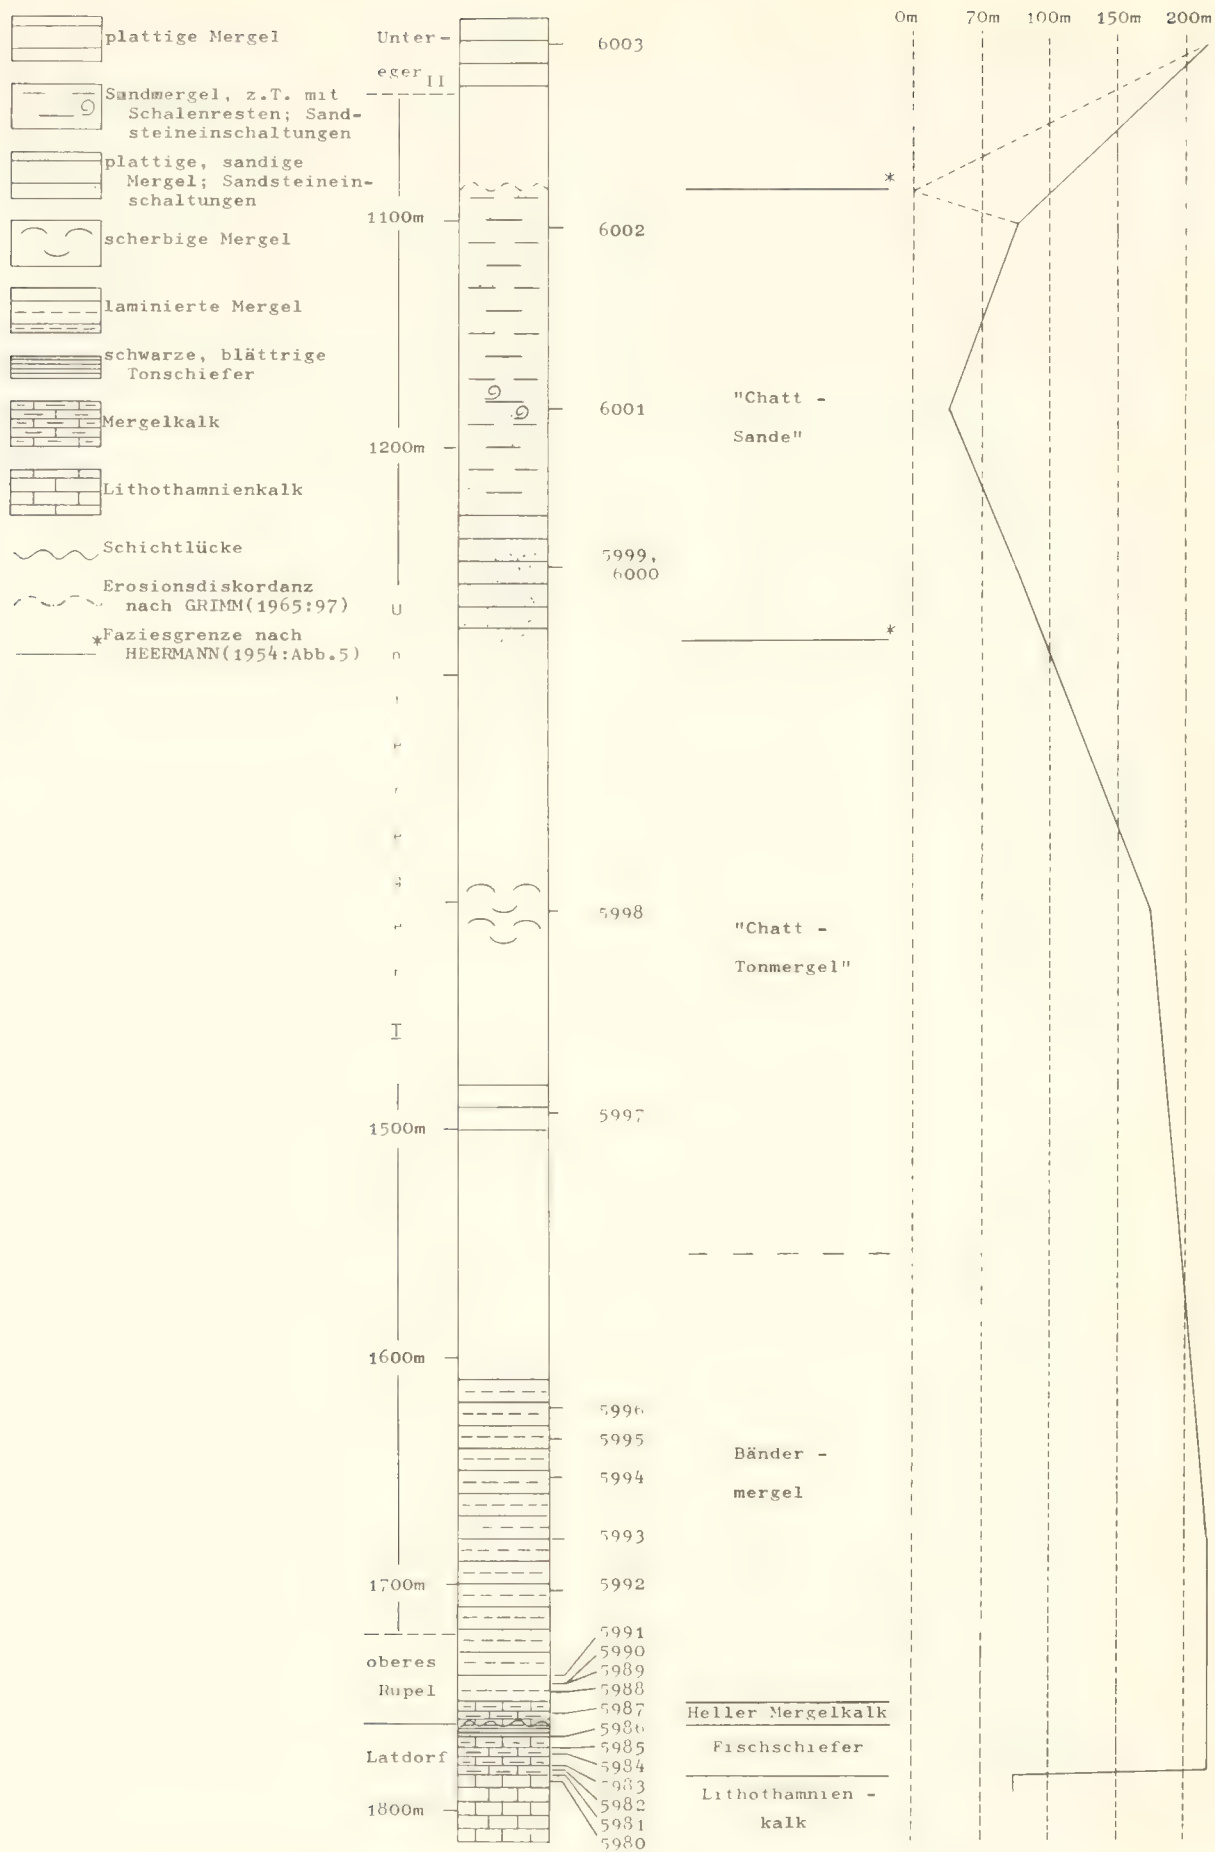 plattige Mergel
Sandmergel, z.T. mit
Schalenresten; Sand-
steineinschaltungen
plattige, sandige
Mergel; Sandsteinein-
schaltungen
scherbige Mergel
laminierte Mergel
schwarze, blättrige
Tonschiefer
Mergelkalk
Lithothamnienkalk
Schichtlücke
Erosionsdiskordanz
nach GRIMM(1965:97)
*Faziesgrenze nach
HEERMANN(1954:Abb.5)
Unter-
eger II
1100m
1200m
U
n
I
1500m
1600m
1700m
oberes
Rupel
Latdorf
1800m
6003
6002
6001
5999,
6000
5998
5997
5996
5995
5994
5993
5992
5991
5990
5989
5988
5987
5986
5985
5984
5983
5982
5981
5980
*
"Chatt -
Sande"
*
"Chatt -
Tonmergel"
Bänder -
mergel
Heller Mergelkalk
Fischschiefer
Lithothamnien -
kalk
0m 70m 100m 150m 200m